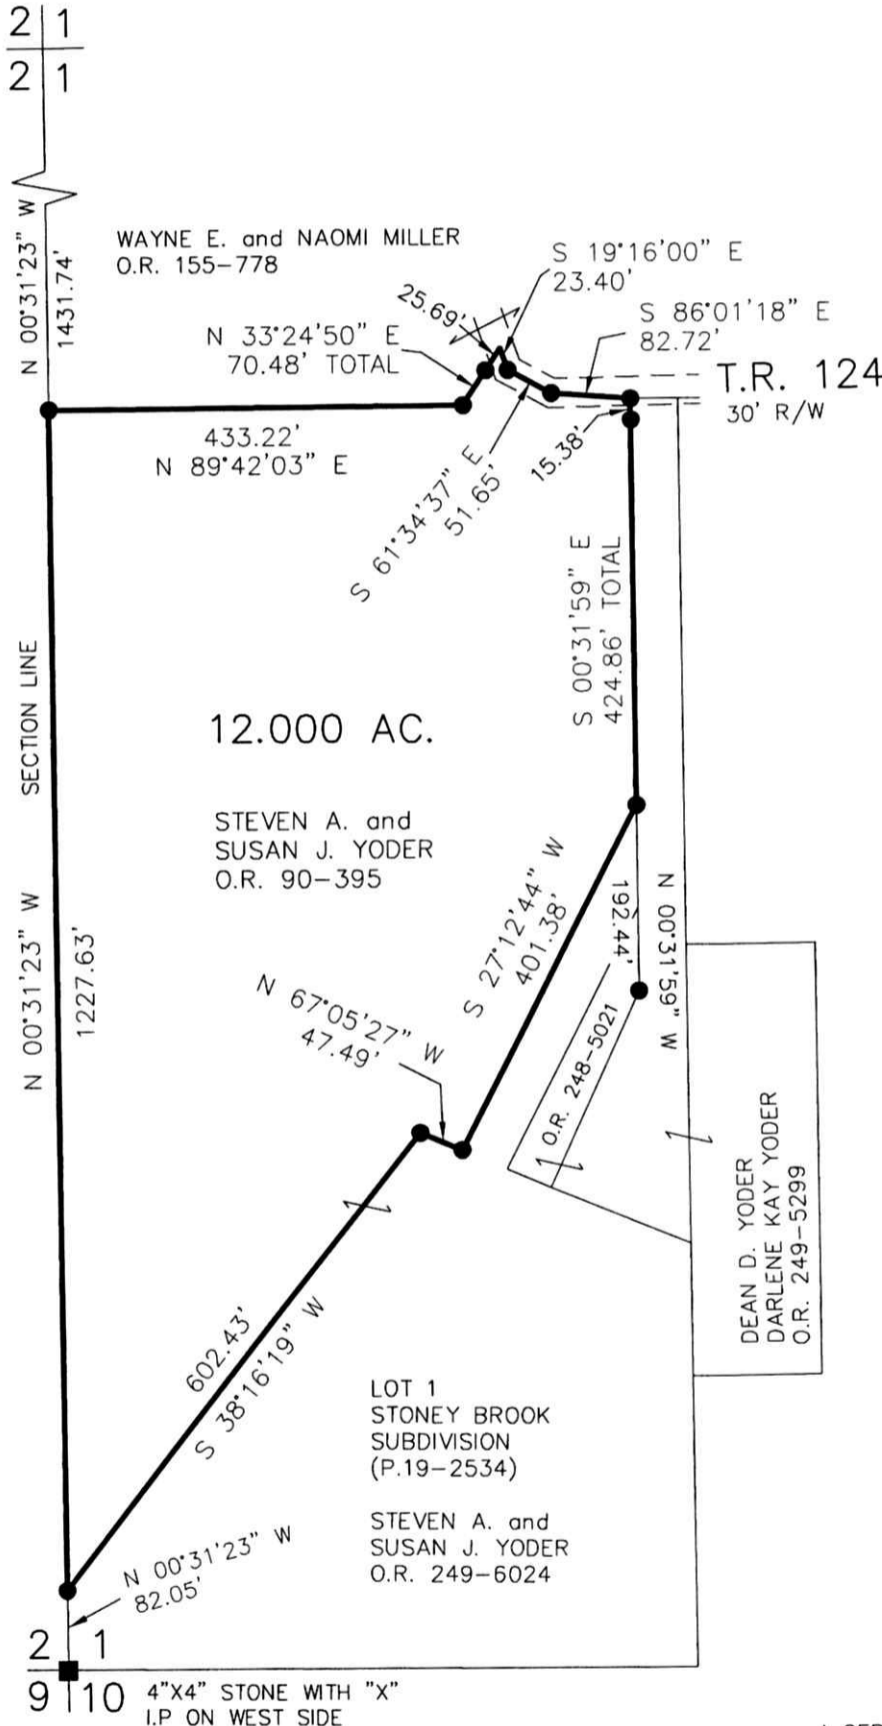 2 1
2 1
N 00°31'23" W
1431.74'
WAYNE E. and NAOMI MILLER
O.R. 155-778
25.69'
S 19°16'00" E
23.40'
N 33°24'50" E
70.48' TOTAL
S 86°01'18" E
82.72'
T.R. 124
30' R/W
433.22'
N 89°42'03" E
S 61°34'37" E
51.65'
15.38'
S 00°31'59" E
424.86' TOTAL
SECTION LINE
12.000 AC.
STEVEN A. and
SUSAN J. YODER
O.R. 90-395
N 00°31'23" W
1227.63'
S 27°12'44" W
401.38'
192.44'
N 00°31'59" W
N 67°05'27" W
47.49'
O.R. 248-5021
DEAN D. YODER
DARLENE KAY YODER
O.R. 249-5299
602.43'
S 38°16'19" W
LOT 1
STONEY BROOK
SUBDIVISION
(P.19-2534)
STEVEN A. and
SUSAN J. YODER
O.R. 249-6024
N 00°31'23" W
82.05'
2 1
9 10
4"X4" STONE WITH "X"
I.P ON WEST SIDE